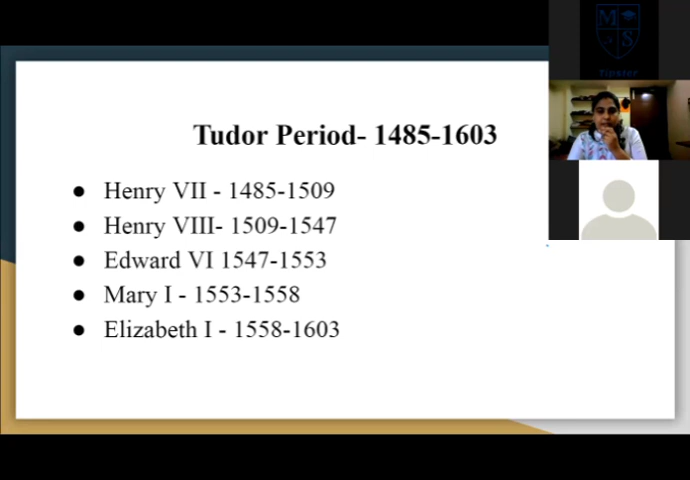 M S
Tipster
Tudor Period- 1485-1603
● Henry VII - 1485-1509
● Henry VIII- 1509-1547
● Edward VI 1547-1553
● Mary I - 1553-1558
● Elizabeth I - 1558-1603